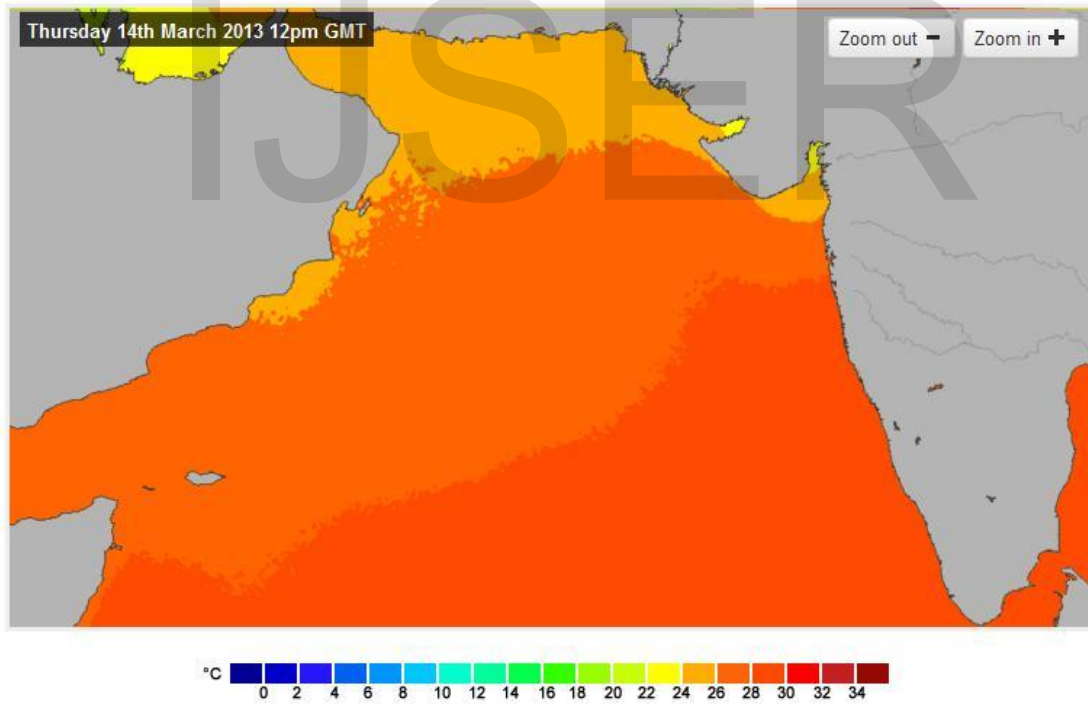 Thursday 14th March 2013 12pm GMT
Zoom out − Zoom in +
IJSER
°C
0 2 4 6 8 10 12 14 16 18 20 22 24 26 28 30 32 34